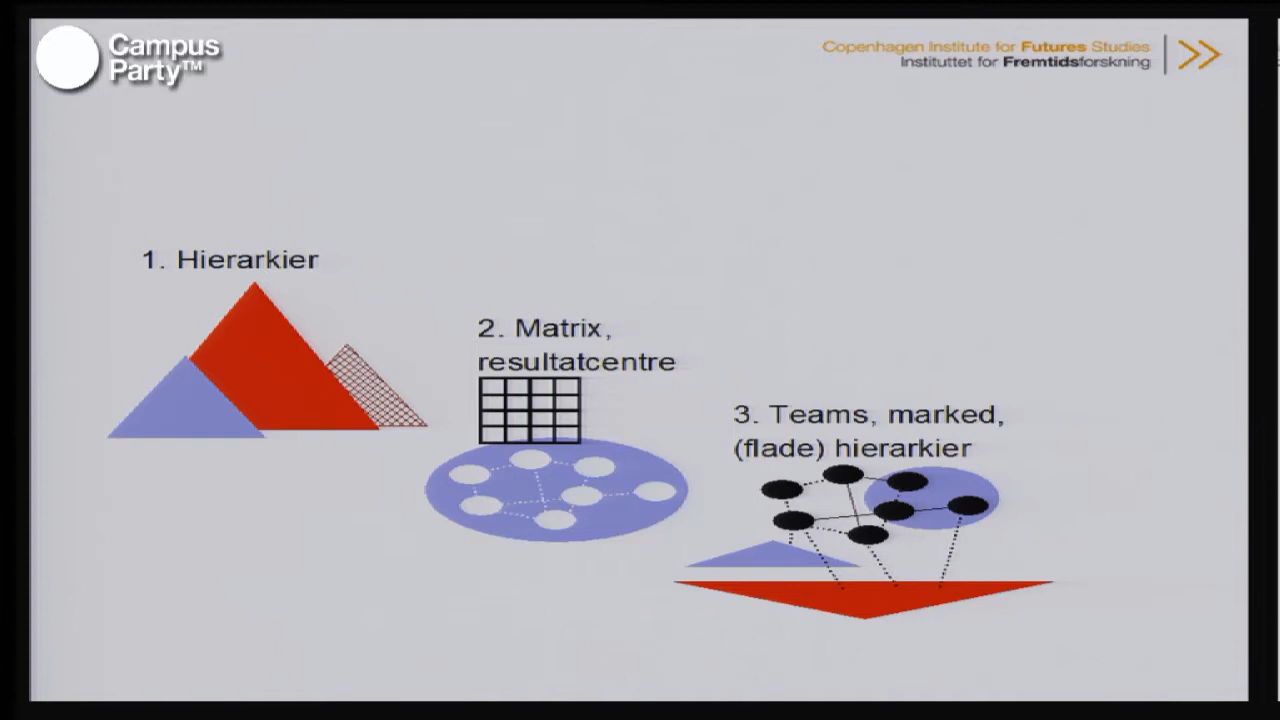 Campus
Party™
Copenhagen Institute for Futures Studies
Instituttet for Fremtidsforskning
1. Hierarkier
2. Matrix,
resultatcentre
3. Teams, marked,
(flade) hierarkier